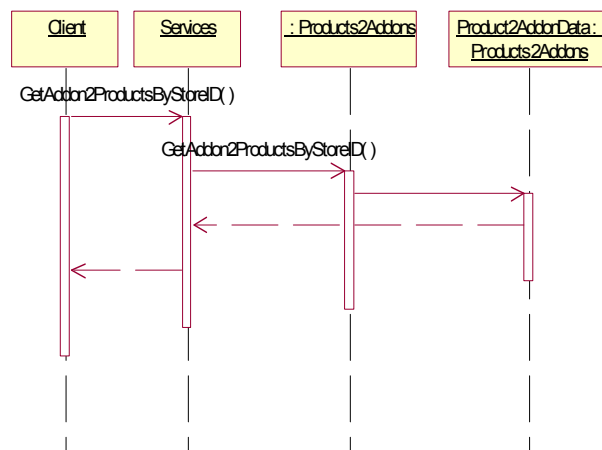 Client
Services
: Products2Addons
Product2AddonData :
Products2Addons
GetAddon2ProductsByStoreID( )
GetAddon2ProductsByStoreID( )